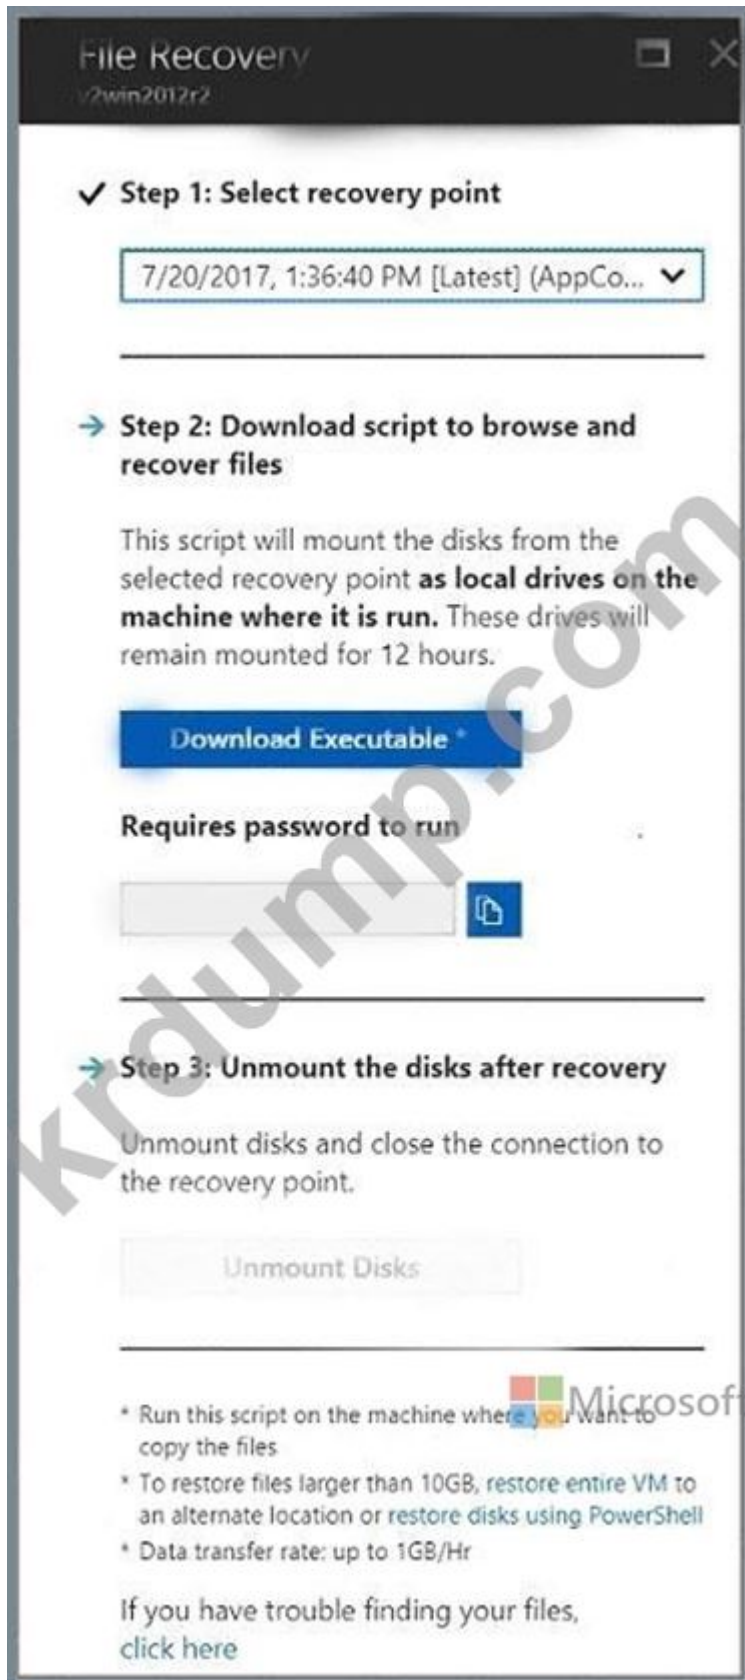 File Recovery
v2win2012r2
✓ Step 1: Select recovery point
7/20/2017, 1:36:40 PM [Latest] (AppCo...
→ Step 2: Download script to browse and
recover files
This script will mount the disks from the
selected recovery point as local drives on the
machine where it is run. These drives will
remain mounted for 12 hours.
Download Executable *
Requires password to run
→ Step 3: Unmount the disks after recovery
Unmount disks and close the connection to
the recovery point.
Unmount Disks
Microsoft
* Run this script on the machine where you want to
copy the files
* To restore files larger than 10GB, restore entire VM to
an alternate location or restore disks using PowerShell
* Data transfer rate: up to 1GB/Hr
If you have trouble finding your files,
click here
krdump.com